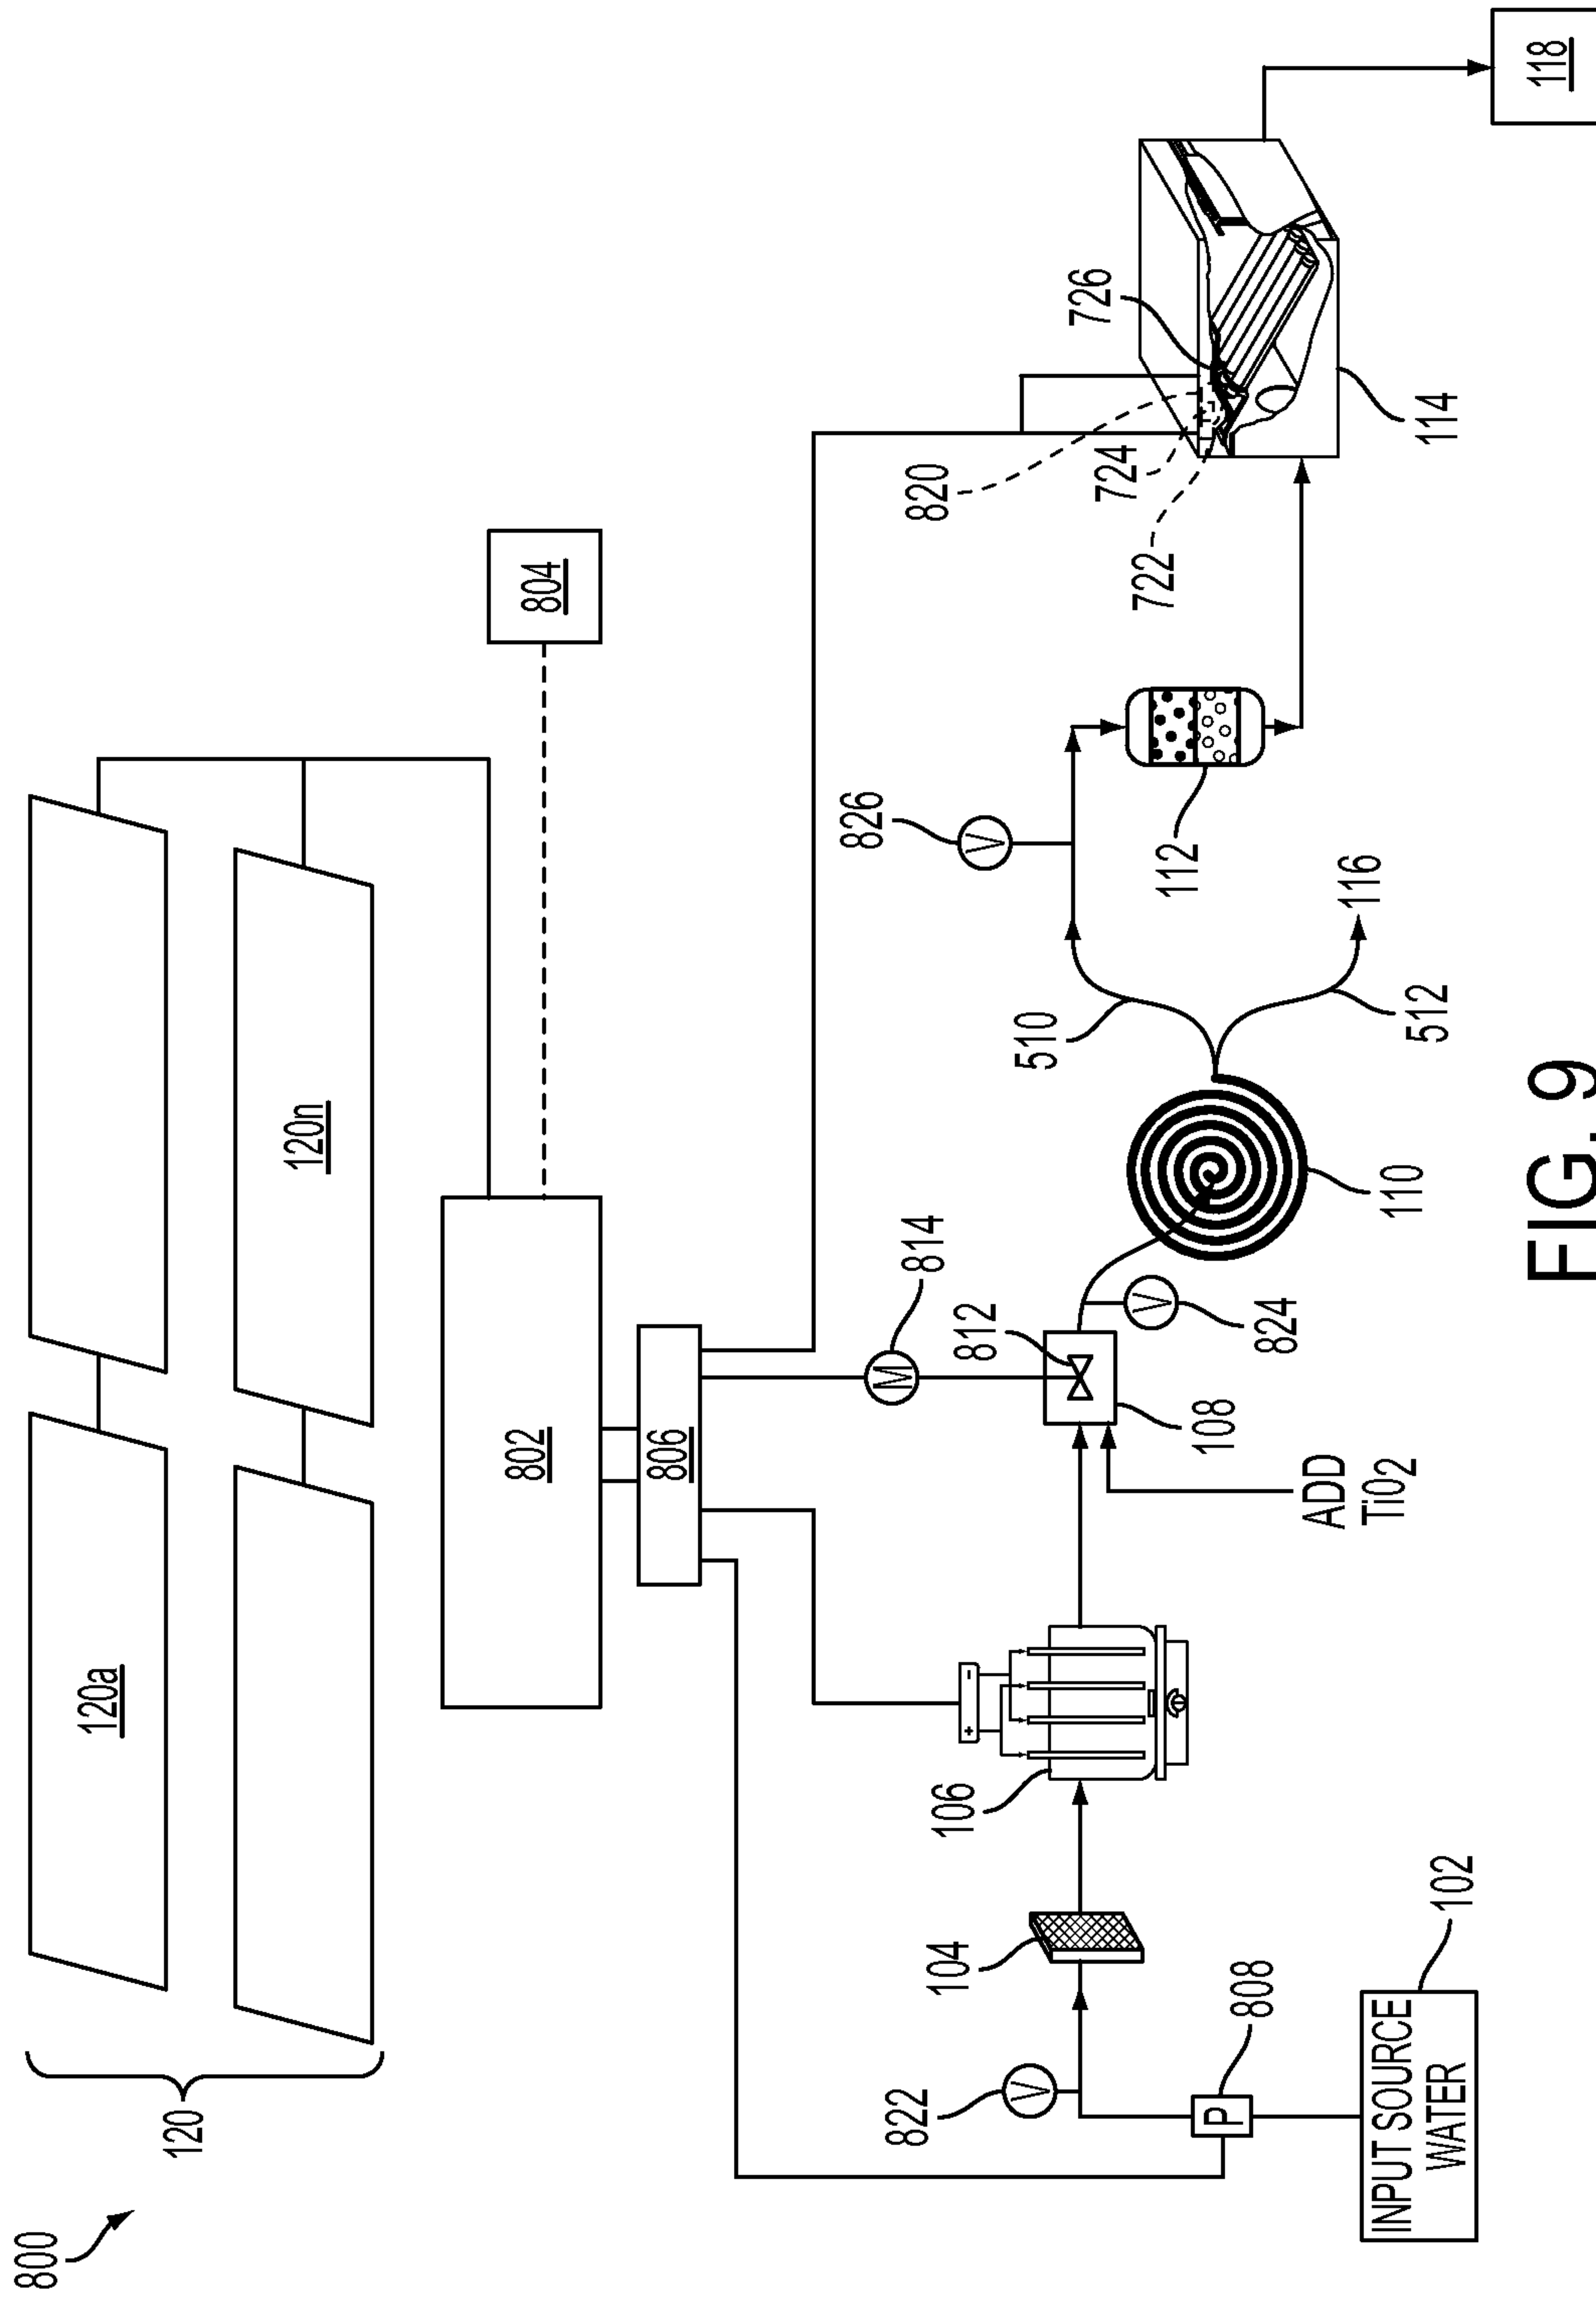 800
120
120a
120n
802
804
806
814
812
ADD
TiO2
108
824
106
104
822
808
P
INPUT SOURCE
WATER
102
V
V
V
M
+
-
110
510
512
116
826
112
820
724
722
726
114
118
FIG. 9